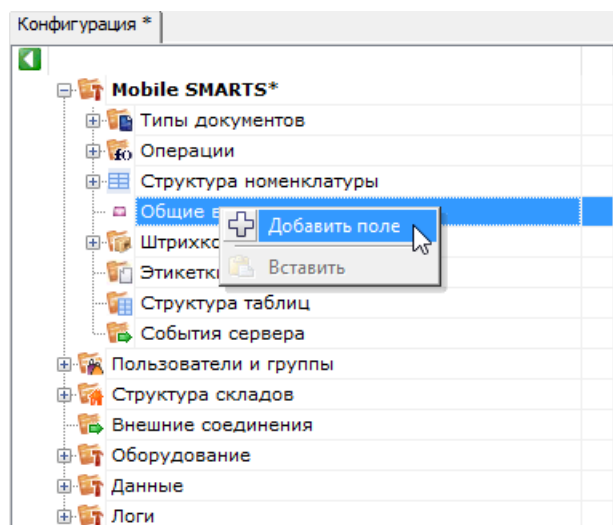 Конфигурация *
Mobile SMARTS*
Типы документов
Операции
Структура номенклатуры
Общие
Добавить поле
Вставить
Структура таблиц
События сервера
Пользователи и группы
Структура складов
Внешние соединения
Оборудование
Данные
Логи